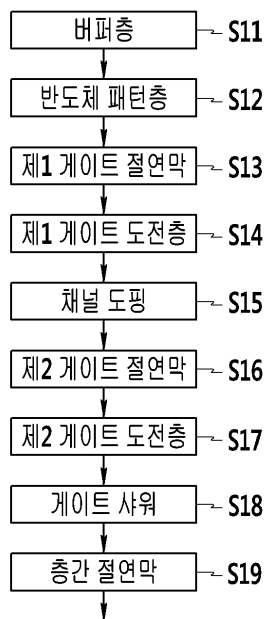 버퍼층 S11
반도체 패턴층 S12
제1 게이트 절연막 S13
제1 게이트 도전층 S14
채널 도핑 S15
제2 게이트 절연막 S16
제2 게이트 도전층 S17
게이트 샤워 S18
층간 절연막 S19